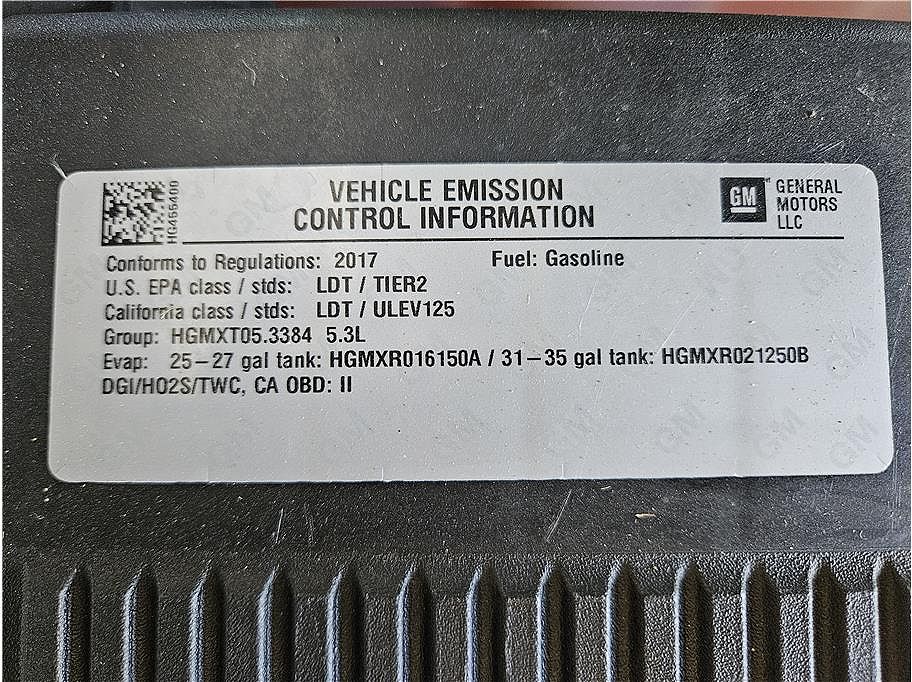 HG455400
VEHICLE EMISSION
CONTROL INFORMATION
GM
GENERAL
MOTORS
LLC
Conforms to Regulations: 2017 Fuel: Gasoline
U.S. EPA class / stds: LDT / TIER2
California class / stds: LDT / ULEV125
Group: HGMXT05.3384 5.3L
Evap: 25-27 gal tank: HGMXR016150A / 31-35 gal tank: HGMXR021250B
DGI/HO2S/TWC, CA OBD: II